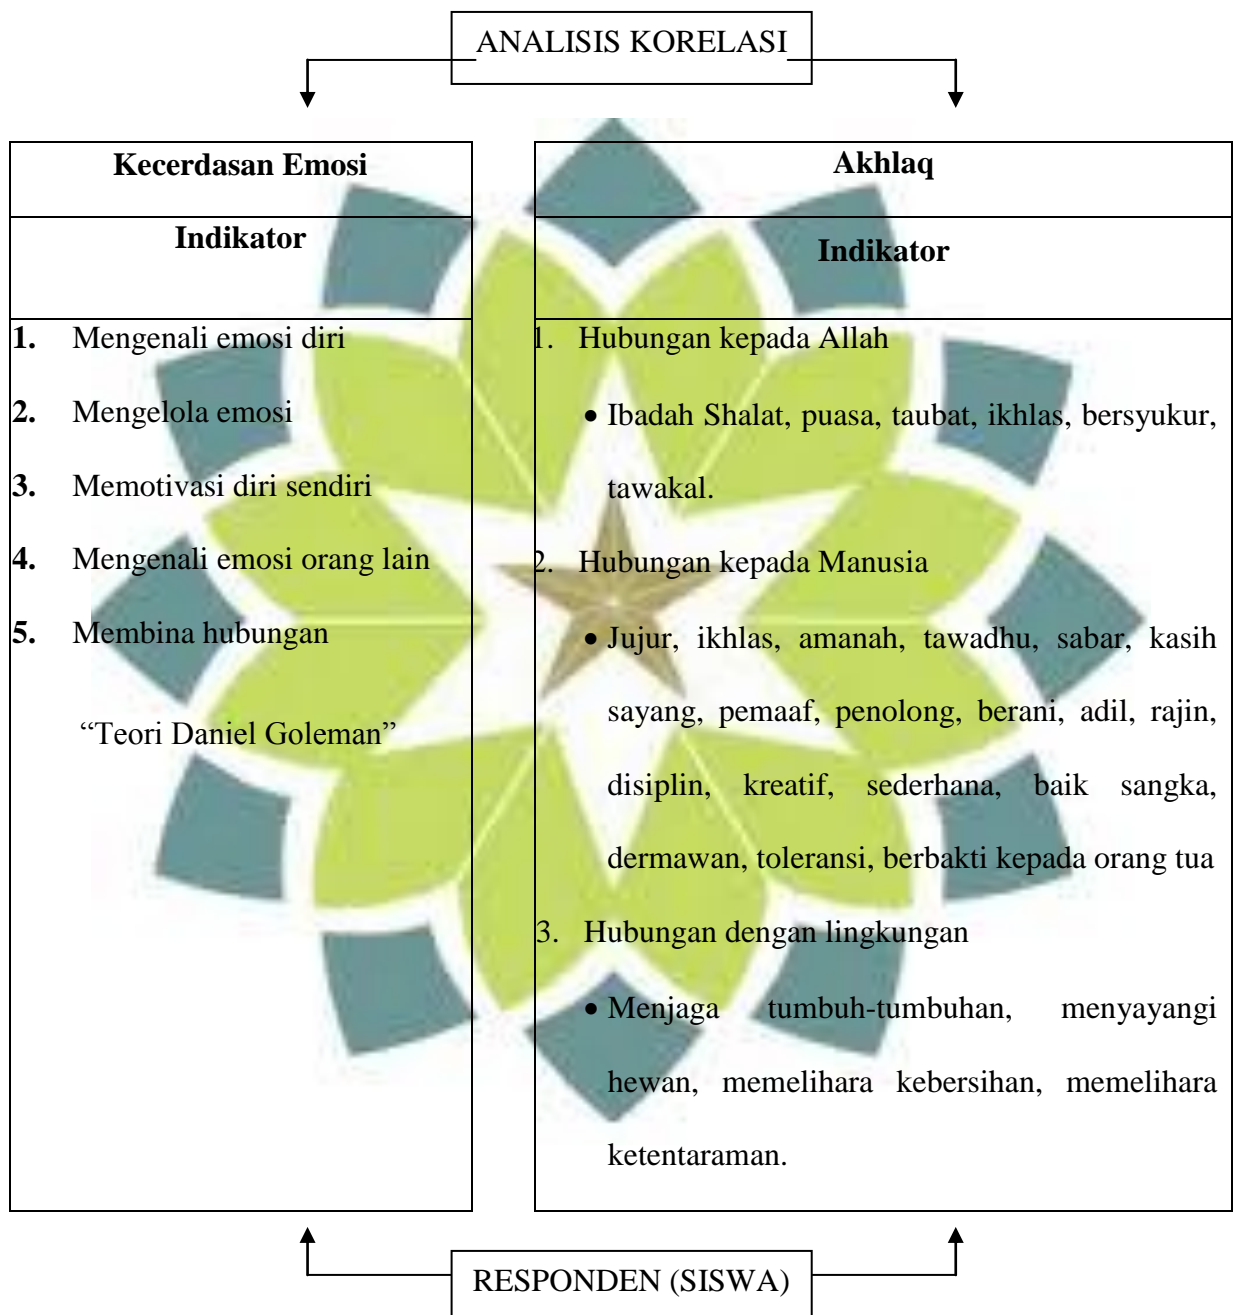 ANALISIS KORELASI
Kecerdasan Emosi
Indikator
1. Mengenali emosi diri
2. Mengelola emosi
3. Memotivasi diri sendiri
4. Mengenali emosi orang lain
5. Membina hubungan
“Teori Daniel Goleman”
Akhlaq
Indikator
1. Hubungan kepada Allah
• Ibadah Shalat, puasa, taubat, ikhlas, bersyukur,
tawakal.
2. Hubungan kepada Manusia
• Jujur, ikhlas, amanah, tawadhu, sabar, kasih
sayang, pemaaf, penolong, berani, adil, rajin,
disiplin, kreatif, sederhana, baik sangka,
dermawan, toleransi, berbakti kepada orang tua
3. Hubungan dengan lingkungan
• Menjaga tumbuh-tumbuhan, menyayangi
hewan, memelihara kebersihan, memelihara
ketentaraman.
RESPONDEN (SISWA)